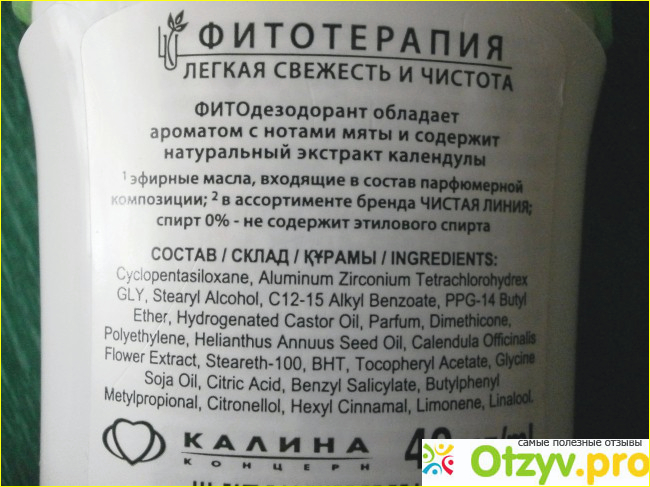 ФИТОТЕРАПИЯ
ЛЕГКАЯ СВЕЖЕСТЬ И ЧИСТОТА
ФИТОдезодорант обладает
ароматом с нотами мяты и содержит
натуральный экстракт календулы
¹ эфирные масла, входящие в состав парфюмерной
композиции; ² в ассортименте бренда ЧИСТАЯ ЛИНИЯ;
спирт 0% - не содержит этилового спирта
СОСТАВ / СКЛАД / ҚҰРАМЫ / INGREDIENTS:
Cyclopentasiloxane, Aluminum Zirconium Tetrachlorohydrex
GLY, Stearyl Alcohol, C12-15 Alkyl Benzoate, PPG-14 Butyl
Ether, Hydrogenated Castor Oil, Parfum, Dimethicone,
Polyethylene, Helianthus Annuus Seed Oil, Calendula Officinalis
Flower Extract, Steareth-100, BHT, Tocopheryl Acetate, Glycine
Soja Oil, Citric Acid, Benzyl Salicylate, Butylphenyl
Metylpropional, Citronellol, Hexyl Cinnamal, Limonene, Linalool.
КАЛИНА
КОНЦЕРН
самые полезные отзывы
Otzyv.pro